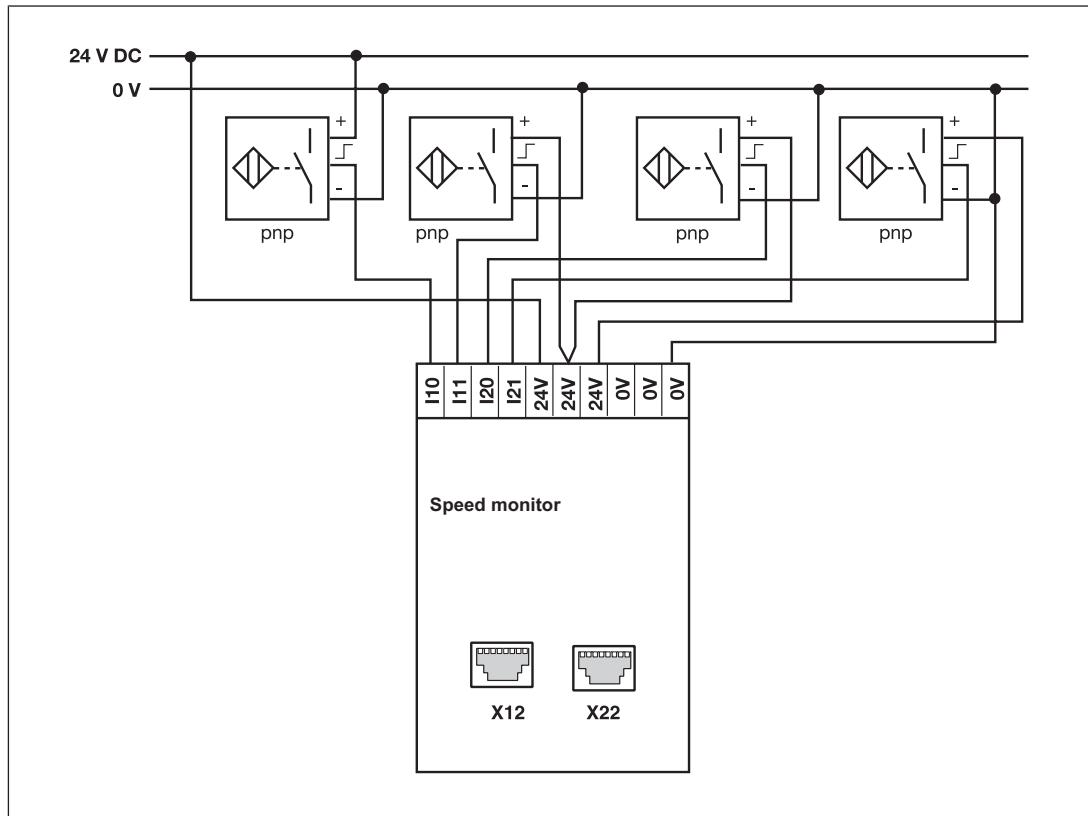 24 V DC
0 V
+
-
pnp
+
-
pnp
+
-
pnp
+
-
pnp
I10
I11
I20
I21
24V
24V
24V
0V
0V
0V
Speed monitor
X12
X22